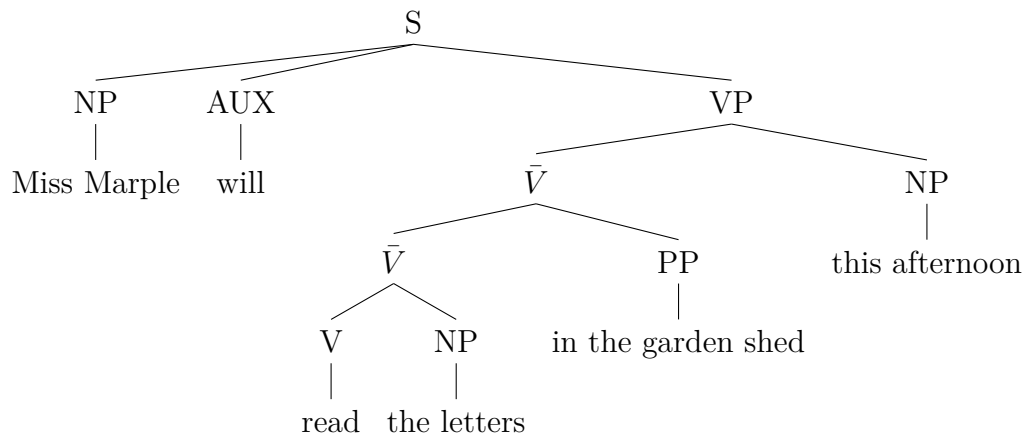 S
NP AUX VP
Miss Marple will V̄ NP
V̄ PP this afternoon
V NP in the garden shed
read the letters